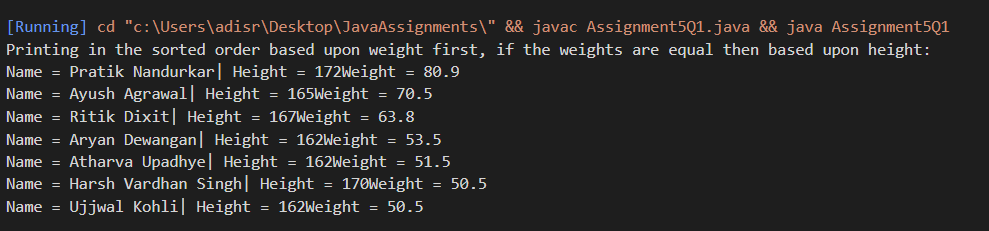 [Running] cd "c:\Users\adisr\Desktop\JavaAssignments\" && javac Assignment5Q1.java && java Assignment5Q1
Printing in the sorted order based upon weight first, if the weights are equal then based upon height:
Name = Pratik Nandurkar| Height = 172Weight = 80.9
Name = Ayush Agrawal| Height = 165Weight = 70.5
Name = Ritik Dixit| Height = 167Weight = 63.8
Name = Aryan Dewangan| Height = 162Weight = 53.5
Name = Atharva Upadhye| Height = 162Weight = 51.5
Name = Harsh Vardhan Singh| Height = 170Weight = 50.5
Name = Ujjwal Kohli| Height = 162Weight = 50.5